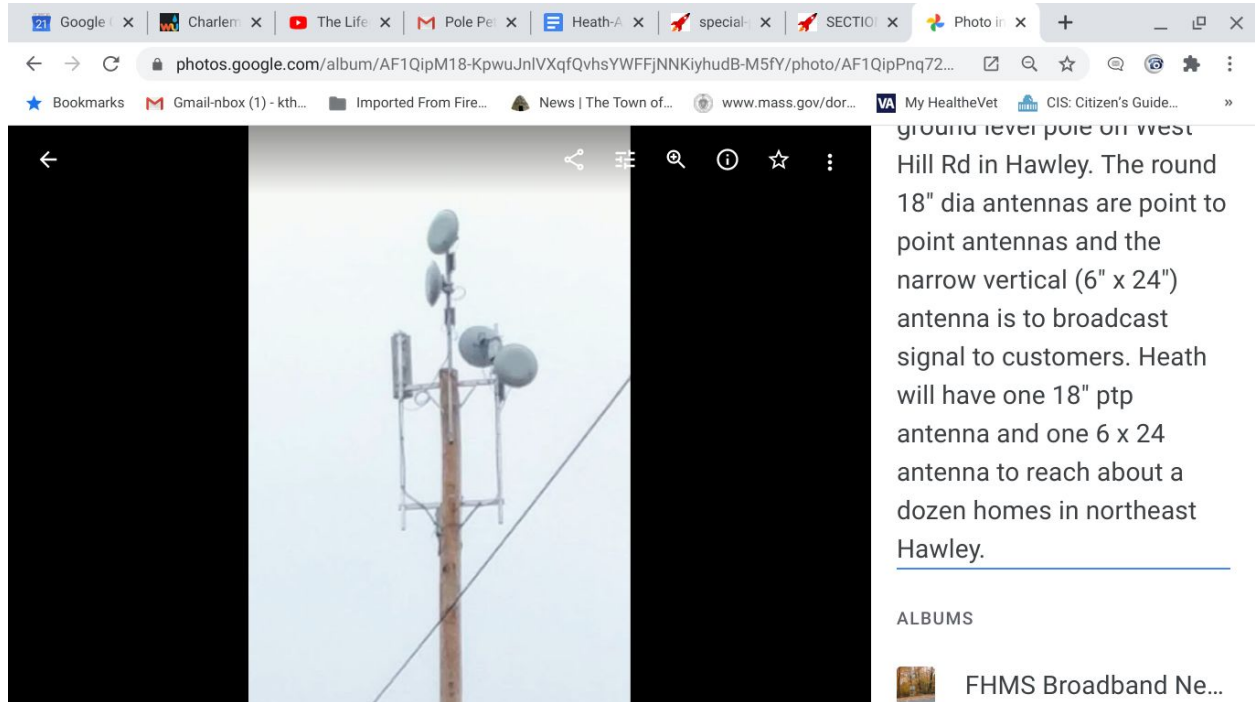 21 Google
Charlem
The Life
Pole Pe
Heath-A
special-
SECTIO
Photo in
photos.google.com/album/AF1QipM18-KpwuJnlVXqfQvhsYWFFjNNKiyhudB-M5fY/photo/AF1QipPnq72...
Bookmarks
Gmail-nbox (1) - kth...
Imported From Fire...
News | The Town of...
www.mass.gov/dor...
VA My HealtheVet
CIS: Citizen's Guide...
»
ground level pole on West
Hill Rd in Hawley. The round
18" dia antennas are point to
point antennas and the
narrow vertical (6" x 24")
antenna is to broadcast
signal to customers. Heath
will have one 18" ptp
antenna and one 6 x 24
antenna to reach about a
dozen homes in northeast
Hawley.
ALBUMS
FHMS Broadband Ne...